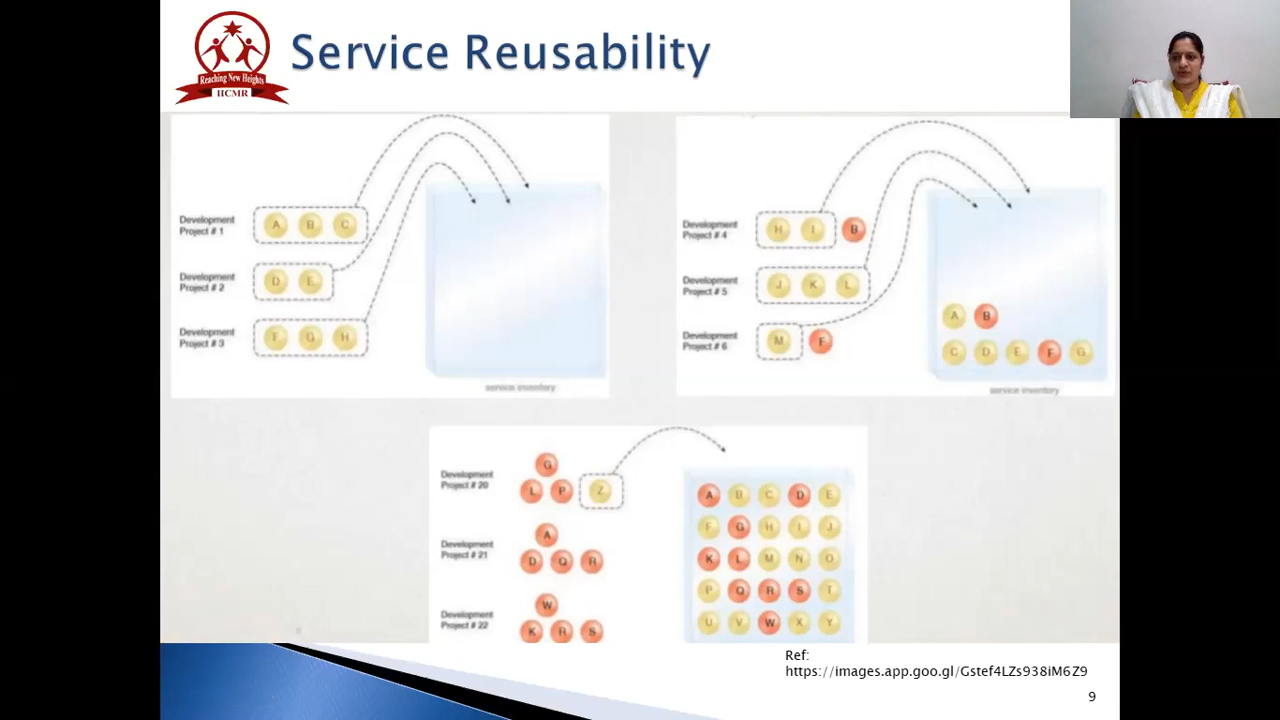 Service Reusability
Reaching New Heights
IICMR
Development
Project # 1
A B C
Development
Project # 2
D E
Development
Project # 3
F G H
service inventory
Development
Project # 4
H I B
Development
Project # 5
J K L
Development
Project # 6
M F
A B
C D E F G
service inventory
Development
Project # 20
G
L P Z
Development
Project # 21
A
D Q R
Development
Project # 22
W
K R S
A B C D E
F G H I J
K L M N O
P Q R S T
U V W X Y
Ref:
https://images.app.goo.gl/Gstef4LZs938iM6Z9
9